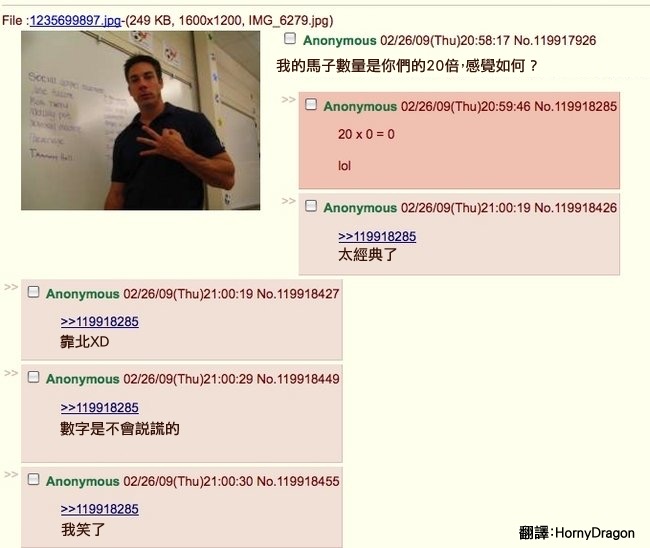 File :1235699897.jpg-(249 KB, 1600x1200, IMG_6279.jpg)
Anonymous 02/26/09(Thu)20:58:17 No.119917926
我的馬子數量是你們的20倍,感覺如何？
>> Anonymous 02/26/09(Thu)20:59:46 No.119918285
20 x 0 = 0
lol
>> Anonymous 02/26/09(Thu)21:00:19 No.119918426
>>119918285
太經典了
>> Anonymous 02/26/09(Thu)21:00:19 No.119918427
>>119918285
靠北XD
>> Anonymous 02/26/09(Thu)21:00:29 No.119918449
>>119918285
數字是不會説謊的
>> Anonymous 02/26/09(Thu)21:00:30 No.119918455
>>119918285
我笑了
翻譯:HornyDragon